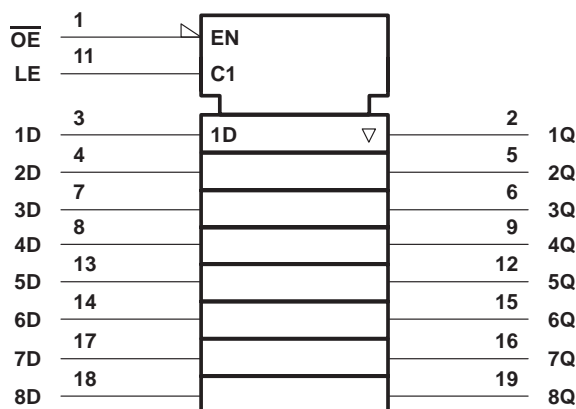 1
OE EN
11
LE C1
3 2
1D 1D ▽ 1Q
4 5
2D 2Q
7 6
3D 3Q
8 9
4D 4Q
13 12
5D 5Q
14 15
6D 6Q
17 16
7D 7Q
18 19
8D 8Q